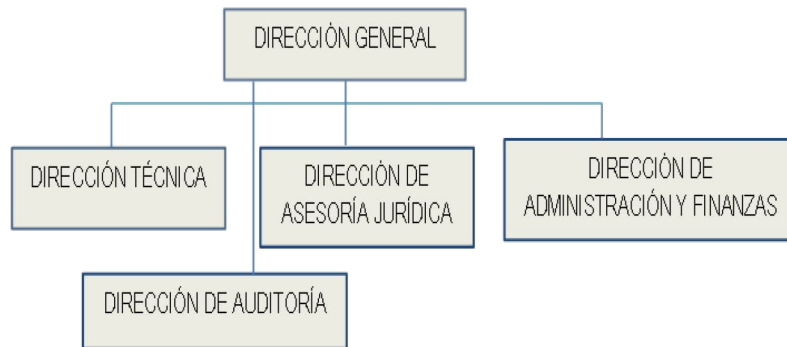 DIRECCIÓN GENERAL
DIRECCIÓN TÉCNICA
DIRECCIÓN DE
ASESORÍA JURÍDICA
DIRECCIÓN DE
ADMINISTRACIÓN Y FINANZAS
DIRECCIÓN DE AUDITORÍA